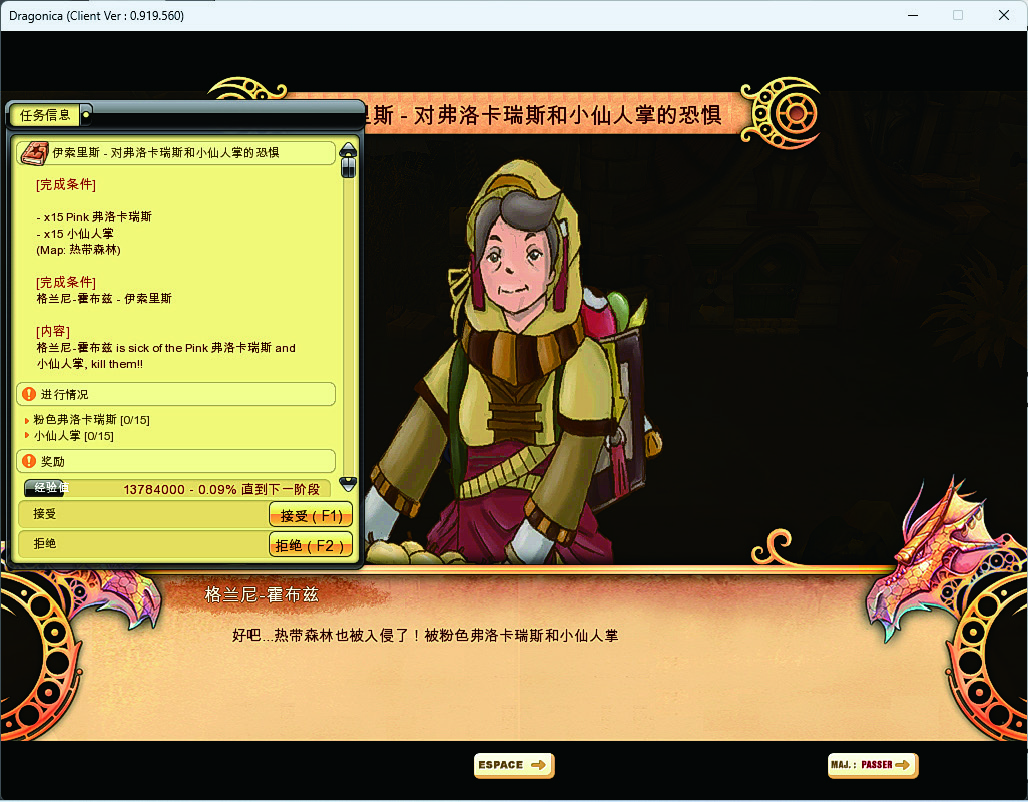 Dragonica (Client Ver : 0.919.560)
里斯 - 对弗洛卡瑞斯和小仙人掌的恐惧
任务信息
伊索里斯 - 对弗洛卡瑞斯和小仙人掌的恐惧
[完成条件]
- x15 Pink 弗洛卡瑞斯
- x15 小仙人掌
(Map: 热带森林)
[完成条件]
格兰尼-霍布兹 - 伊索里斯
[内容]
格兰尼-霍布兹 is sick of the Pink 弗洛卡瑞斯 and
小仙人掌, kill them!!
进行情况
粉色弗洛卡瑞斯 [0/15]
小仙人掌 [0/15]
奖励
经验值 13784000 - 0.09% 直到下一阶段
接受 接受 ( F1)
拒绝 拒绝 ( F2 )
格兰尼-霍布兹
好吧...热带森林也被入侵了！被粉色弗洛卡瑞斯和小仙人掌
ESPACE
MAJ. : PASSER